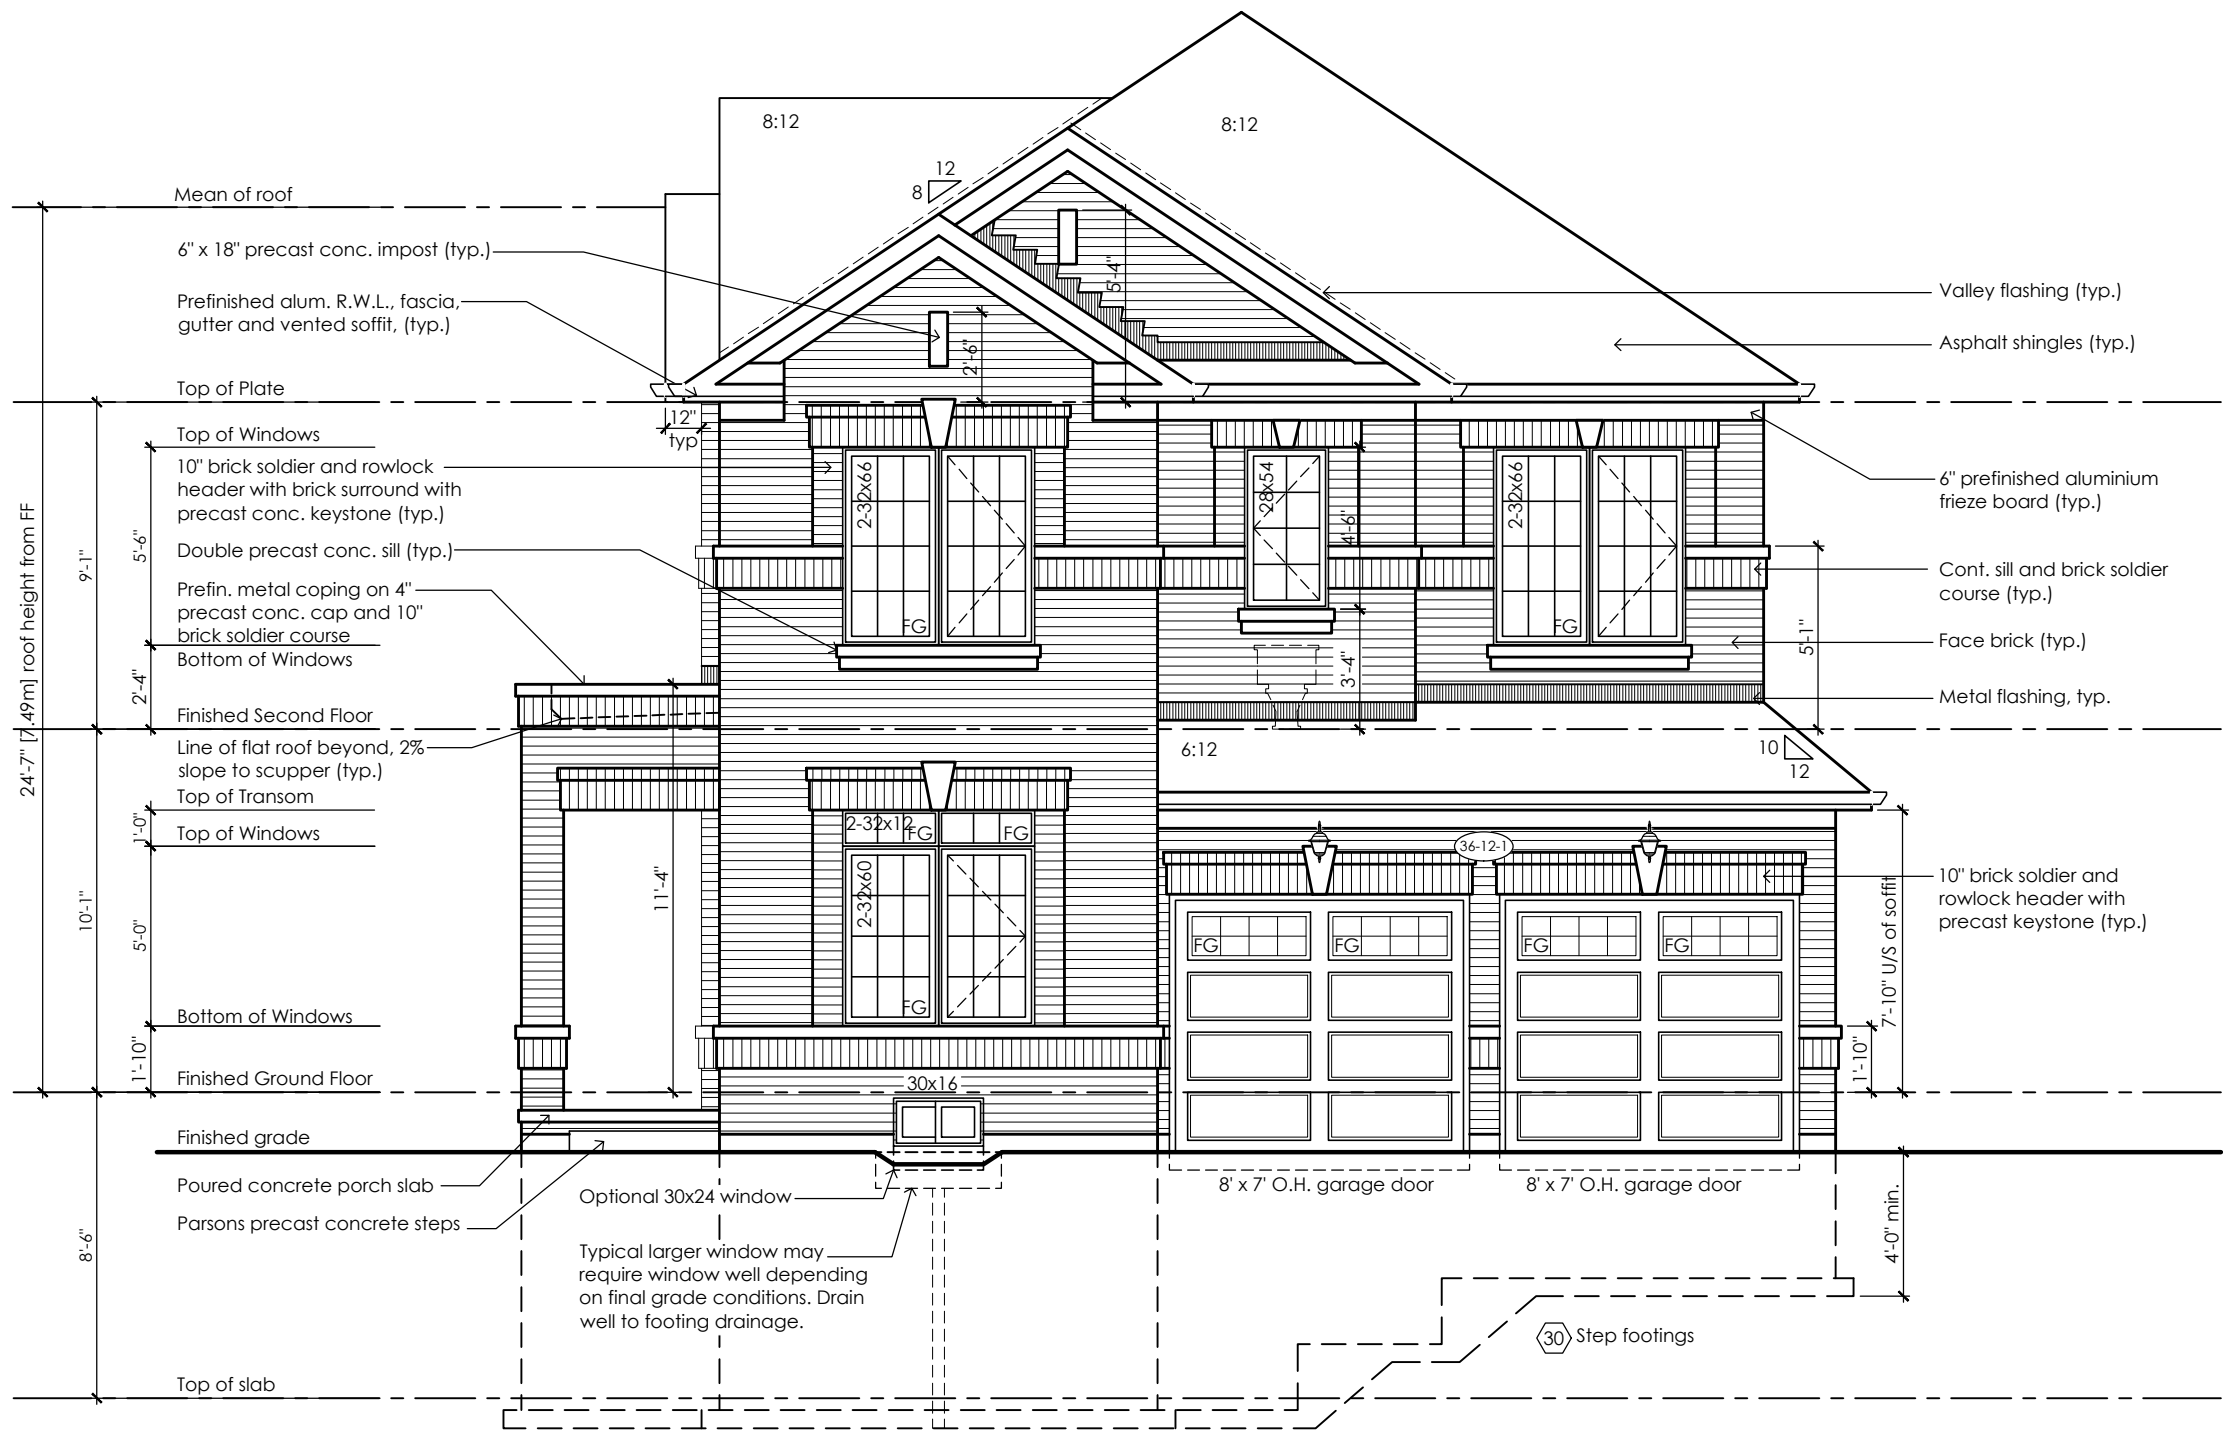 8:12
8:12
12
8
Mean of roof
6" x 18" precast conc. impost (typ.)
Prefinished alum. R.W.L., fascia,
gutter and vented soffit, (typ.)
Top of Plate
12"
typ
Top of Windows
10" brick soldier and rowlock
header with brick surround with
precast conc. keystone (typ.)
Double precast conc. sill (typ.)
Prefin. metal coping on 4"
precast conc. cap and 10"
brick soldier course
Bottom of Windows
Finished Second Floor
Line of flat roof beyond, 2%
slope to scupper (typ.)
Top of Transom
Top of Windows
Bottom of Windows
Finished Ground Floor
Finished grade
Poured concrete porch slab
Parsons precast concrete steps
Top of slab
24'-7" [7.49m] roof height from FF
9'-1"
10'-1"
8'-6"
5'-6"
2'-4"
1'-0"
5'-0"
1'-10"
2'-6"
5'-4"
11'-4"
2-32x66
FG
28x54
4'-6"
3'-4"
2-32x66
FG
2-32x12
FG
FG
2-32x60
FG
30x16
6:12
10
12
36-12-1
FG
FG
FG
FG
8' x 7' O.H. garage door
8' x 7' O.H. garage door
Optional 30x24 window
Typical larger window may
require window well depending
on final grade conditions. Drain
well to footing drainage.
30
Step footings
5'-1"
7'-10" U/S of soffit
1'-10"
4'-0" min.
Valley flashing (typ.)
Asphalt shingles (typ.)
6" prefinished aluminium
frieze board (typ.)
Cont. sill and brick soldier
course (typ.)
Face brick (typ.)
Metal flashing, typ.
10" brick soldier and
rowlock header with
precast keystone (typ.)